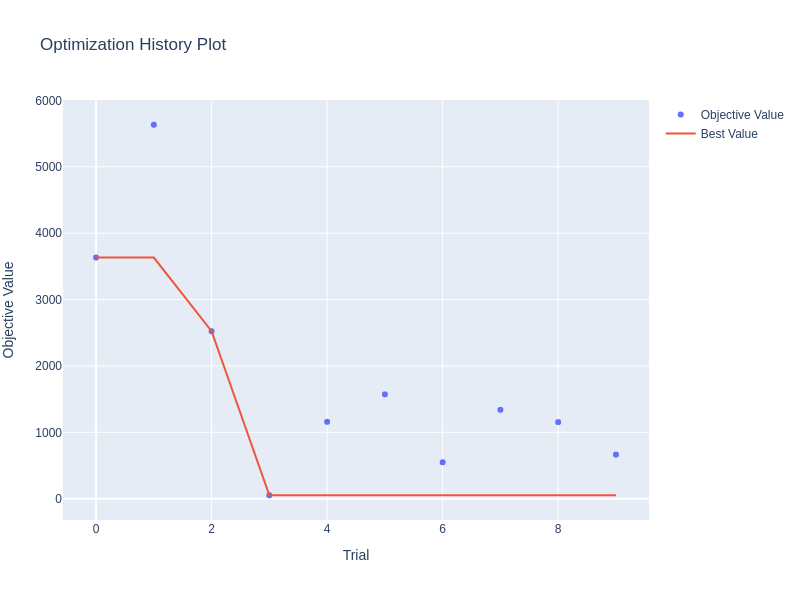 Optimization History Plot
6000
5000
4000
3000
2000
1000
0
Objective Value
0 2 4 6 8
Trial
Objective Value
Best Value